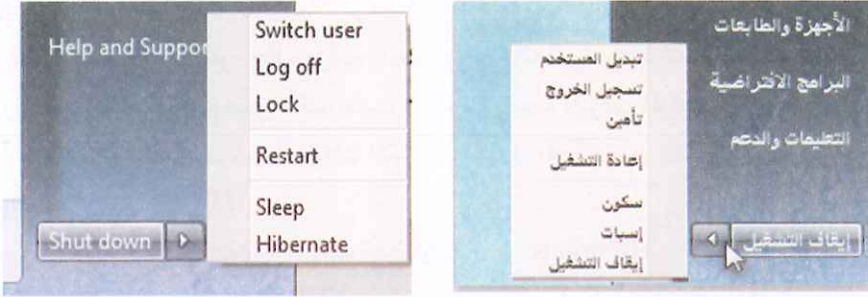 Help and Suppor
Switch user
Log off
Lock
Restart
Sleep
Hibernate
Shut down
الأجهزة والطابعات
البرامج الافتراضية
التعليمات والدعم
تبديل المستخدم
تسجيل الخروج
تأمين
إعادة التشغيل
سكون
إسبات
إيقاف التشغيل
إيقاف التشغيل